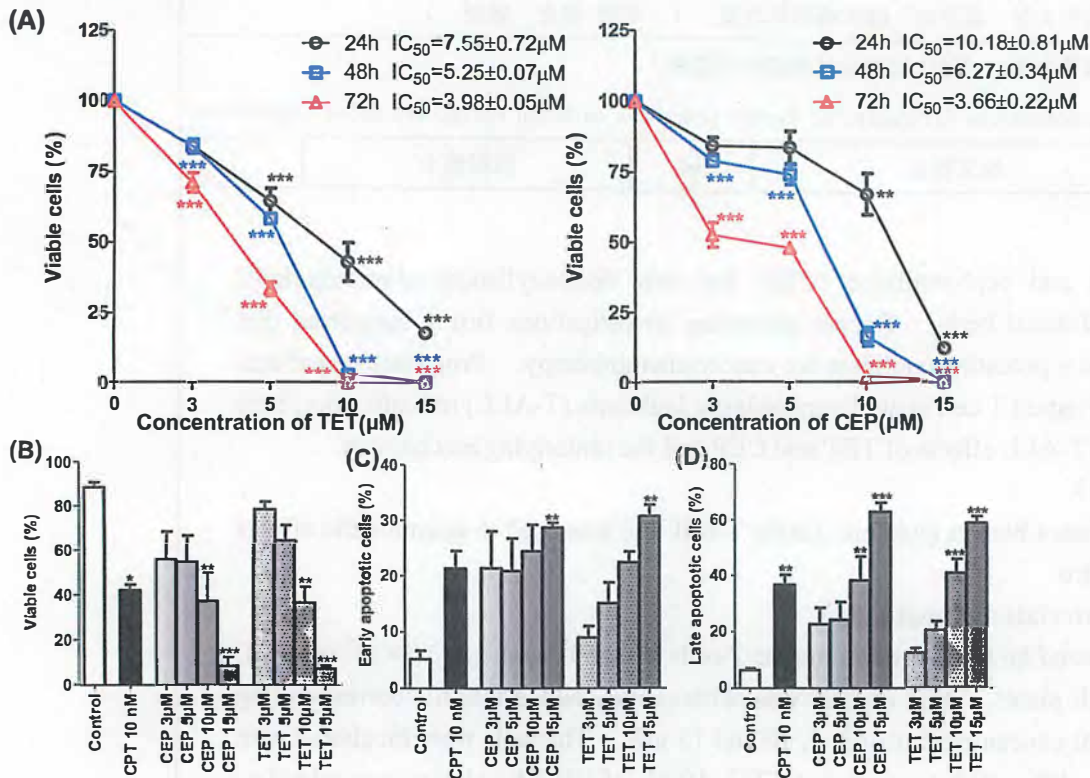 (A)
125
100
75
50
25
0
Viable cells (%)
24h IC50=7.55±0.72µM
48h IC50=5.25±0.07µM
72h IC50=3.98±0.05µM
***
***
***
***
***
***
***
***
***
***
***
0 3 5 10 15
Concentration of TET(µM)
125
100
75
50
25
0
Viable cells (%)
24h IC50=10.18±0.81µM
48h IC50=6.27±0.34µM
72h IC50=3.66±0.22µM
***
***
***
***
**
***
***
***
***
***
0 3 5 10 15
Concentration of CEP(µM)
(B)
100
80
60
40
20
0
Viable cells (%)
*
**
***
**
***
Control
CPT 10 nM
CEP 3µM
CEP 5µM
CEP 10µM
CEP 15µM
TET 3µM
TET 5µM
TET 10µM
TET 15µM
(C)
40
30
20
10
0
Early apoptotic cells (%)
**
**
Control
CPT 10 nM
CEP 3µM
CEP 5µM
CEP 10µM
CEP 15µM
TET 3µM
TET 5µM
TET 10µM
TET 15µM
(D)
80
60
40
20
0
Late apoptotic cells (%)
**
**
***
***
***
Control
CPT 10 nM
CEP 3µM
CEP 5µM
CEP 10µM
CEP 15µM
TET 3µM
TET 5µM
TET 10µM
TET 15µM